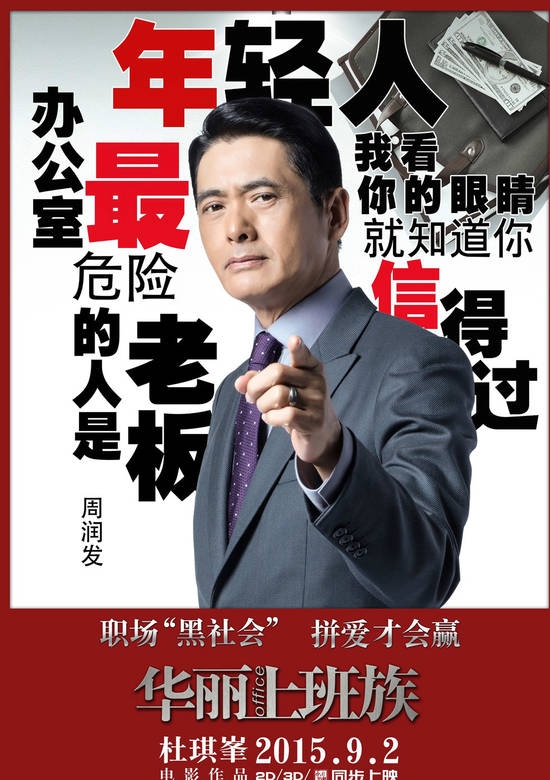 年轻人
我看
你的眼睛
就知道你
信得过
办公室
最
危险
的人是
老板
周润发
职场“黑社会” 拼爱才会赢
华丽上班族
office
杜琪峯 2015.9.2
电影作品 2D/3D/ 同步上映